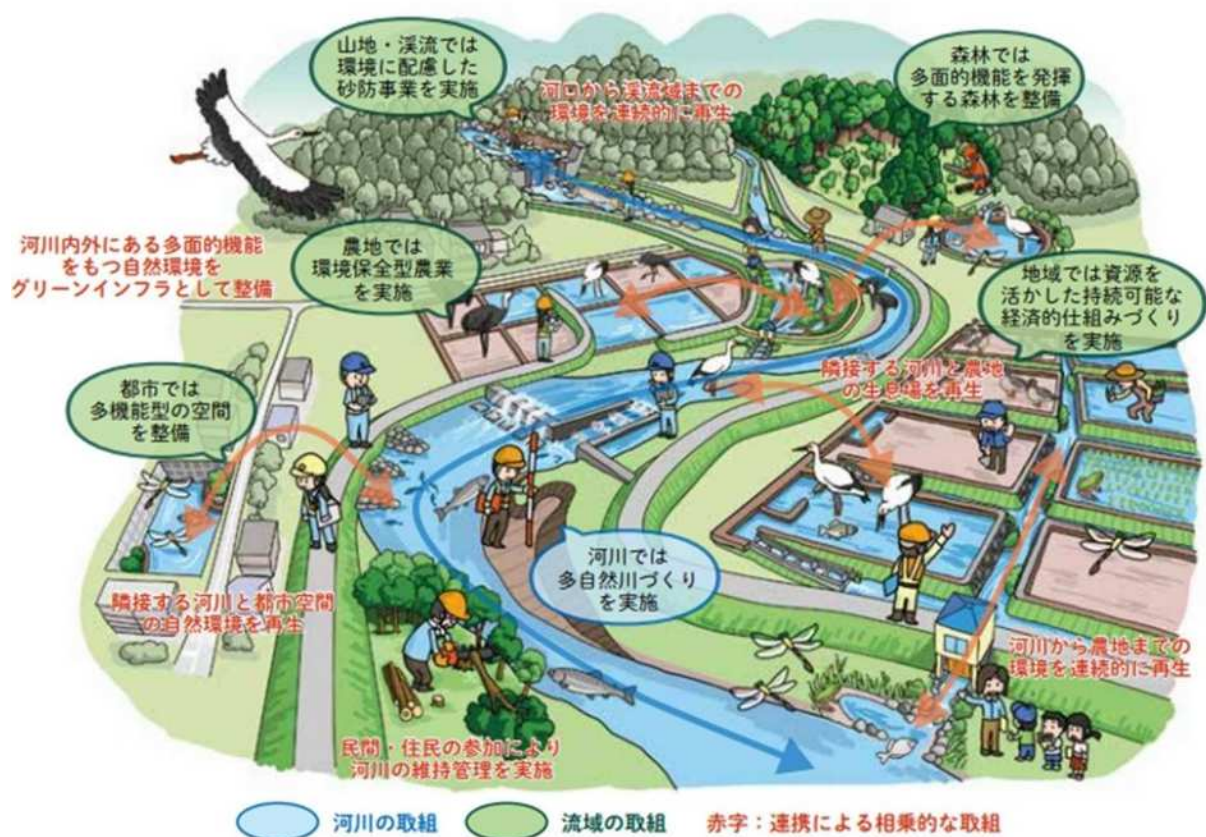 山地・渓流では
環境に配慮した
砂防事業を実施
河口から渓流域までの
環境を連続的に再生
森林では
多面的機能を発揮
する森林を整備
河川内外にある多面的機能
をもつ自然環境を
グリーンインフラとして整備
農地では
環境保全型農業
を実施
地域では資源を
活かした持続可能な
経済的仕組みづくり
を実施
都市では
多機能型の空間
を整備
隣接する河川と農地
の生息場を再生
河川では
多自然川づくり
を実施
隣接する河川と都市空間
の自然環境を再生
河川から農地までの
環境を連続的に再生
民間・住民の参加により
河川の維持管理を実施
河川の取組
流域の取組
赤字：連携による相乗的な取組